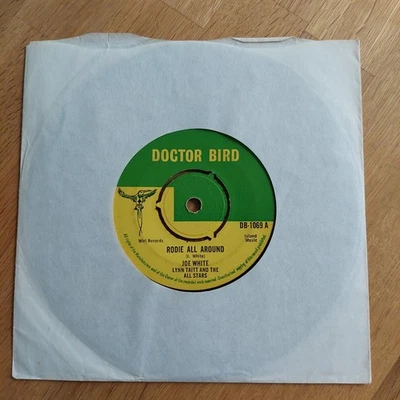 DOCTOR BIRD
DB-1069 A
Wirl Records
Island
Music
RODIE ALL AROUND
(J. White)
JOE WHITE
LYNN TAITT AND THE
ALL STARS